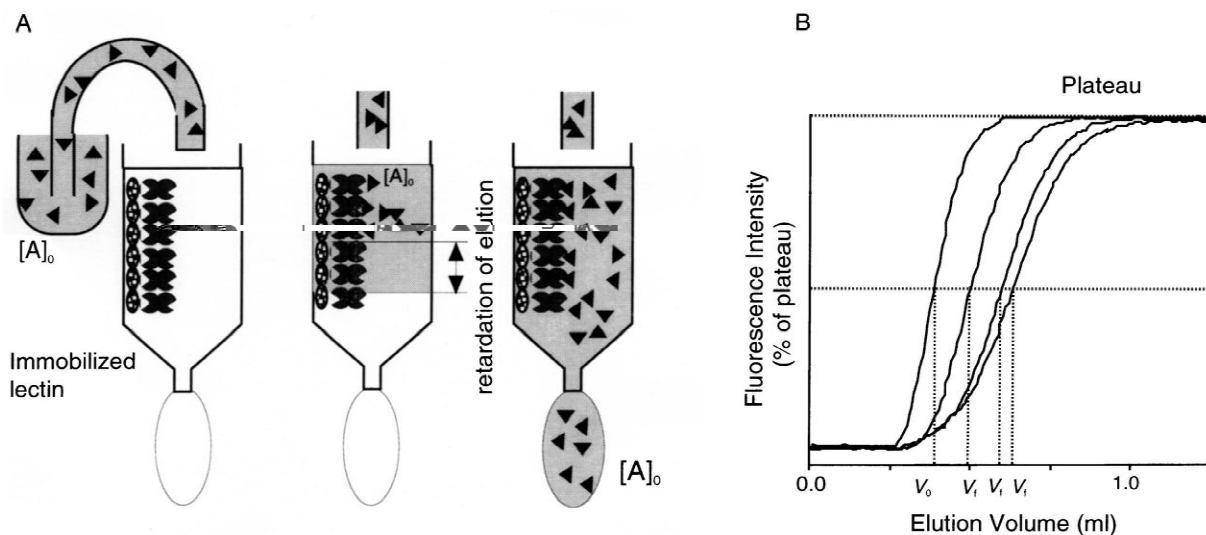 A
[A]₀
Immobilized
lectin
[A]₀
retardation of elution
[A]₀
B
Plateau
Fluorescence Intensity
(% of plateau)
0.0
V₀
Vf
Vf
Vf
1.0
Elution Volume (ml)